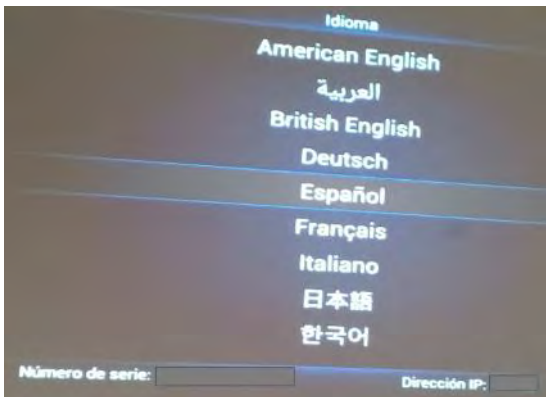 Idioma
American English
العربية
British English
Deutsch
Español
Français
Italiano
日本語
한국어
Número de serie:
Dirección IP: